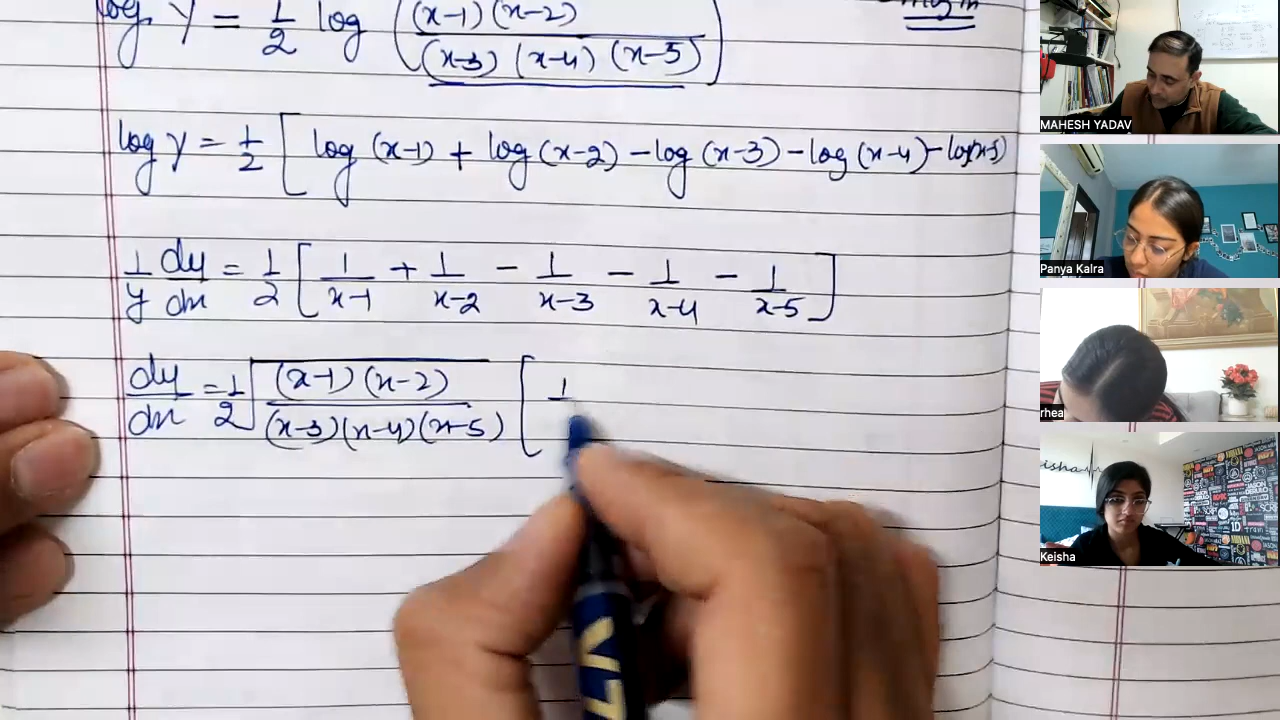 log y = 1/2 log ( (x-1)(x-2) / (x-3)(x-4)(x-5) )
log y = 1/2 [ log (x-1) + log (x-2) - log (x-3) - log (x-4) - log(x-5)
1/y dy/dx = 1/2 [ 1/(x-1) + 1/(x-2) - 1/(x-3) - 1/(x-4) - 1/(x-5) ]
dy/dx = 1/2 √( (x-1)(x-2) / (x-3)(x-4)(x-5) ) [ 1
V7
MAHESH YADAV
Panya Kalra
rhea
isha
Keisha